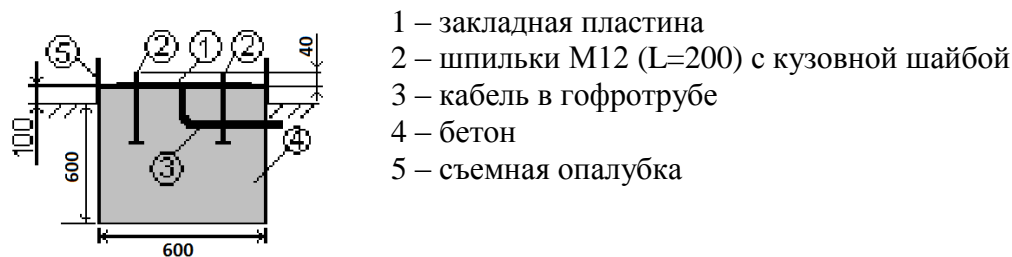 1 – закладная пластина
2 – шпильки М12 (L=200) с кузовной шайбой
3 – кабель в гофротрубе
4 – бетон
5 – съемная опалубка
5 2 1 2 40
100
600
3 4
600